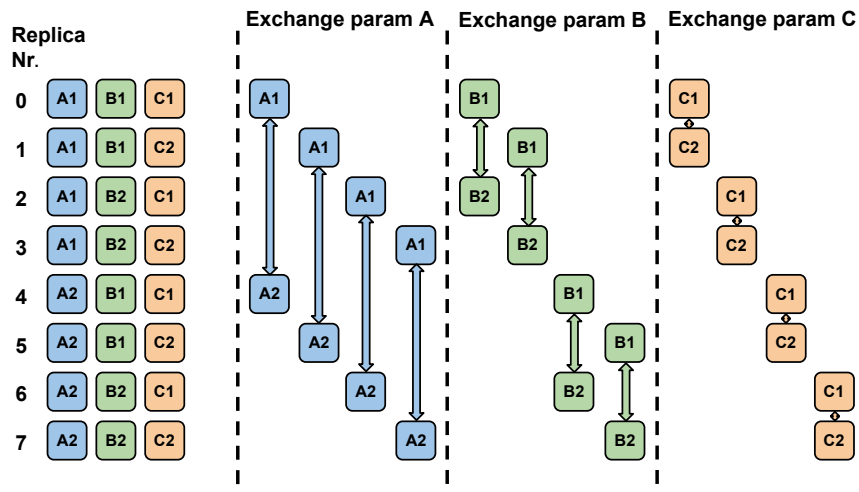 Exchange param A Exchange param B Exchange param C
Replica
Nr.
0 A1 B1 C1 A1 B1 C1
1 A1 B1 C2 A1 B1 C2
2 A1 B2 C1 A1 B2 C1
3 A1 B2 C2 A1 B2 C2
4 A2 B1 C1 A2 B1 C1
5 A2 B1 C2 A2 B1 C2
6 A2 B2 C1 A2 B2 C1
7 A2 B2 C2 A2 B2 C2